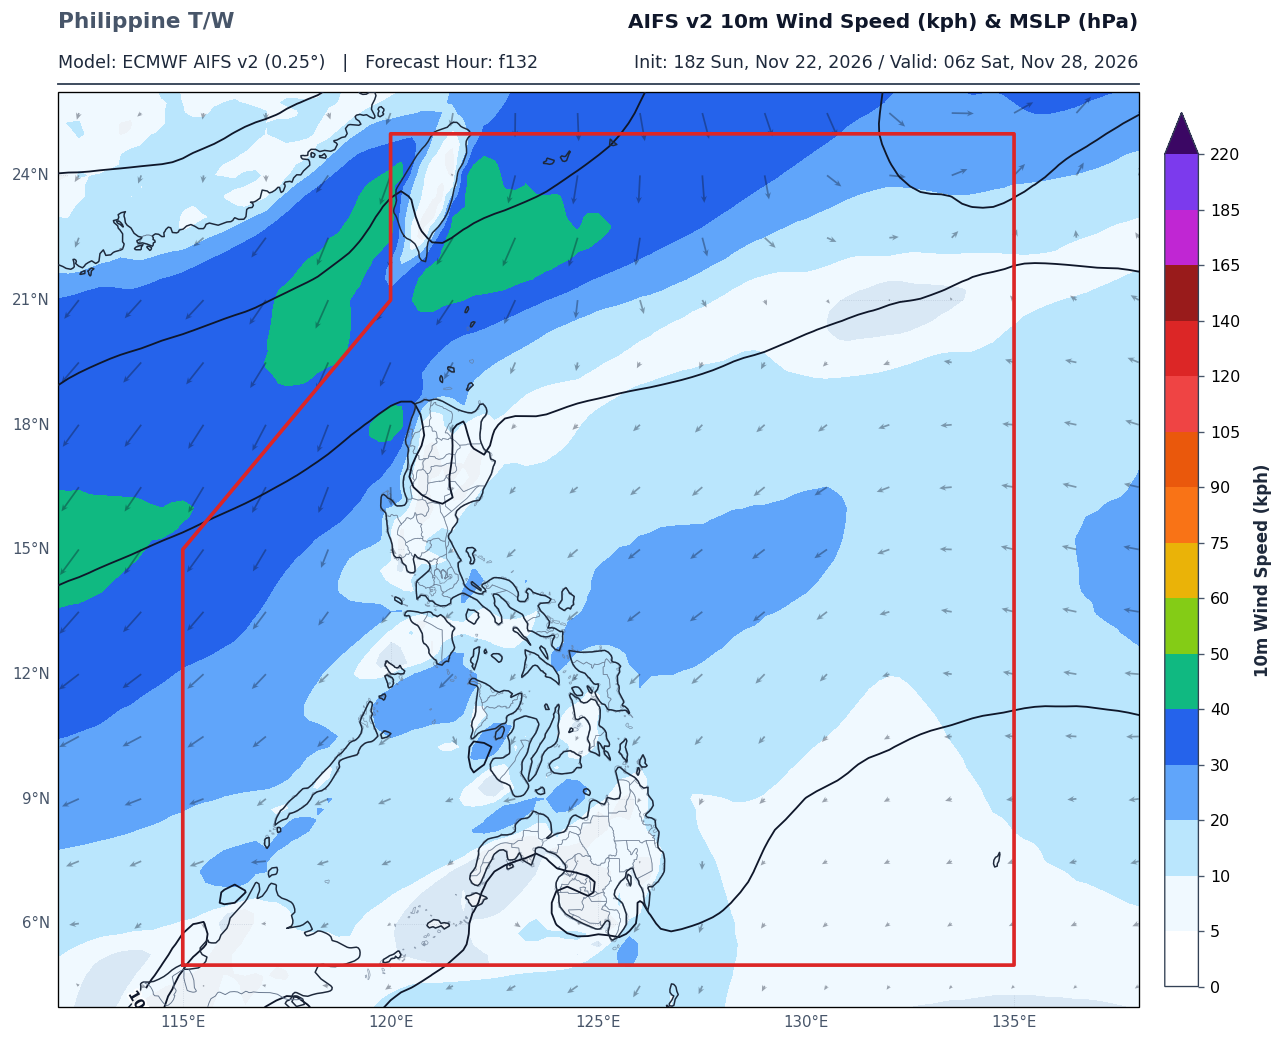 Philippine T/W
AIFS v2 10m Wind Speed (kph) & MSLP (hPa)
Model: ECMWF AIFS v2 (0.25°) | Forecast Hour: f132
Init: 18z Sun, Nov 22, 2026 / Valid: 06z Sat, Nov 28, 2026
24°N
21°N
18°N
15°N
12°N
9°N
6°N
115°E
120°E
125°E
130°E
135°E
220
185
165
140
120
105
90
75
60
50
40
30
20
10
5
0
10m Wind Speed (kph)